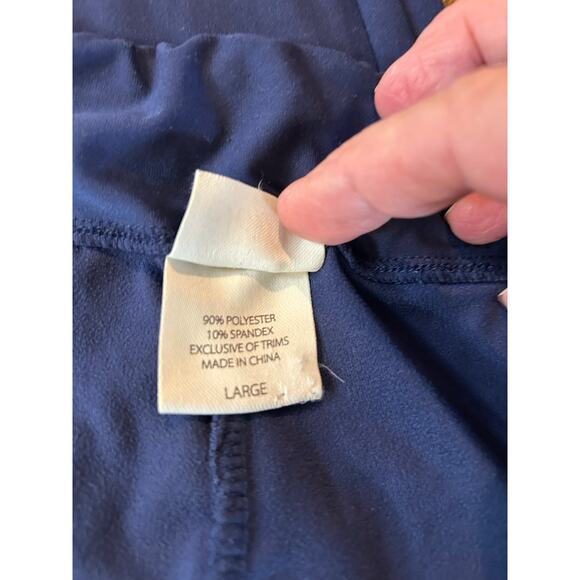 90% POLYESTER
10% SPANDEX
EXCLUSIVE OF TRIMS
MADE IN CHINA
LARGE